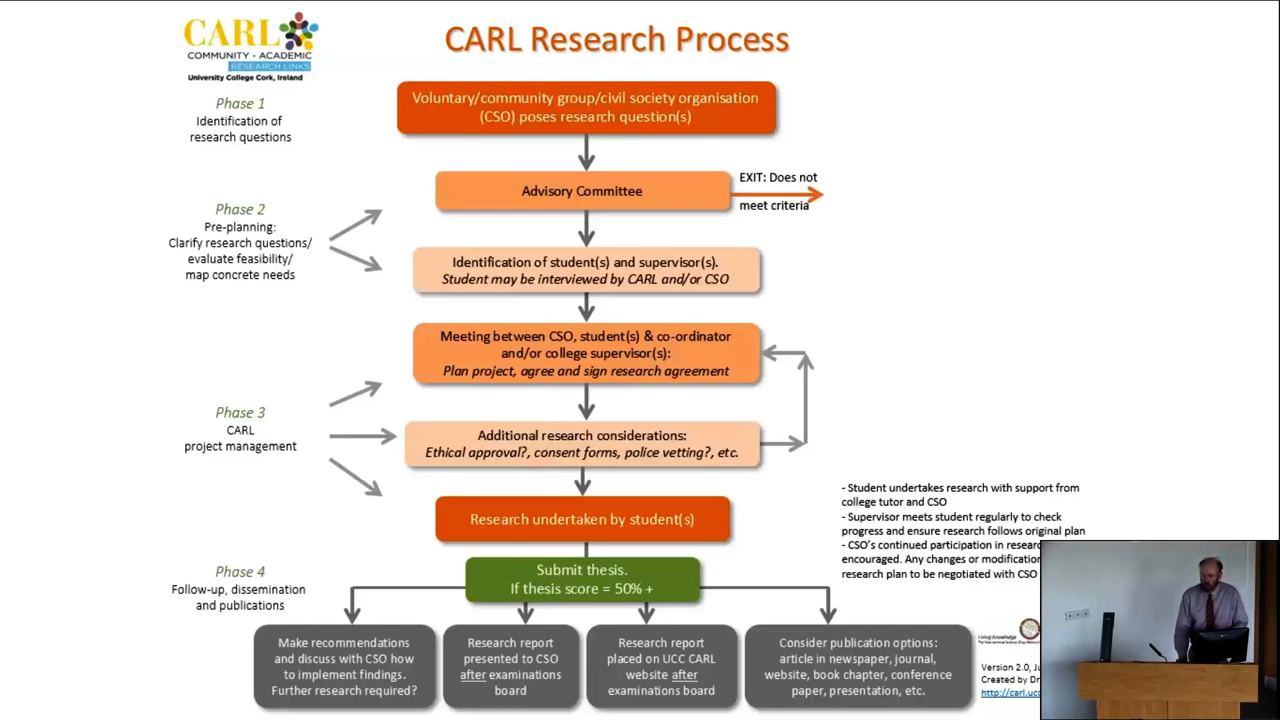 CARL
COMMUNITY - ACADEMIC
RESEARCH LINKS
University College Cork, Ireland
CARL Research Process
Phase 1
Identification of
research questions
Voluntary/community group/civil society organisation
(CSO) poses research question(s)
Advisory Committee
EXIT: Does not
meet criteria
Phase 2
Pre-planning:
Clarify research questions/
evaluate feasibility/
map concrete needs
Identification of student(s) and supervisor(s).
Student may be interviewed by CARL and/or CSO
Meeting between CSO, student(s) & co-ordinator
and/or college supervisor(s):
Plan project, agree and sign research agreement
Phase 3
CARL
project management
Additional research considerations:
Ethical approval?, consent forms, police vetting?, etc.
Research undertaken by student(s)
- Student undertakes research with support from
college tutor and CSO
- Supervisor meets student regularly to check
progress and ensure research follows original plan
- CSO's continued participation in resear
encouraged. Any changes or modification
research plan to be negotiated with CSO
Phase 4
Follow-up, dissemination
and publications
Submit thesis.
If thesis score = 50% +
Make recommendations
and discuss with CSO how
to implement findings.
Further research required?
Research report
presented to CSO
after examinations
board
Research report
placed on UCC CARL
website after
examinations board
Consider publication options:
article in newspaper, journal,
website, book chapter, conference
paper, presentation, etc.
Living Knowledge
Version 2.0, Ju
Created by Dr
http://carl.ucc